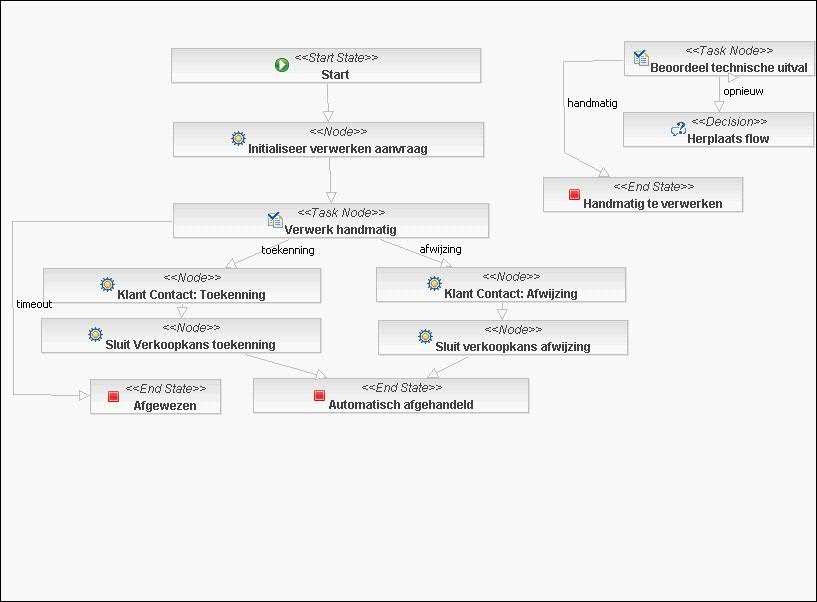 <<Start State>>
Start
<<Node>>
Initialiseer verwerken aanvraag
<<Task Node>>
Verwerk handmatig
toekenning
afwijzing
<<Node>>
Klant Contact: Toekenning
<<Node>>
Klant Contact: Afwijzing
timeout
<<Node>>
Sluit Verkoopkans toekenning
<<Node>>
Sluit verkoopkans afwijzing
<<End State>>
Afgewezen
<<End State>>
Automatisch afgehandeld
<<Task Node>>
Beoordeel technische uitval
opnieuw
handmatig
<<Decision>>
Herplaats flow
<<End State>>
Handmatig te verwerken